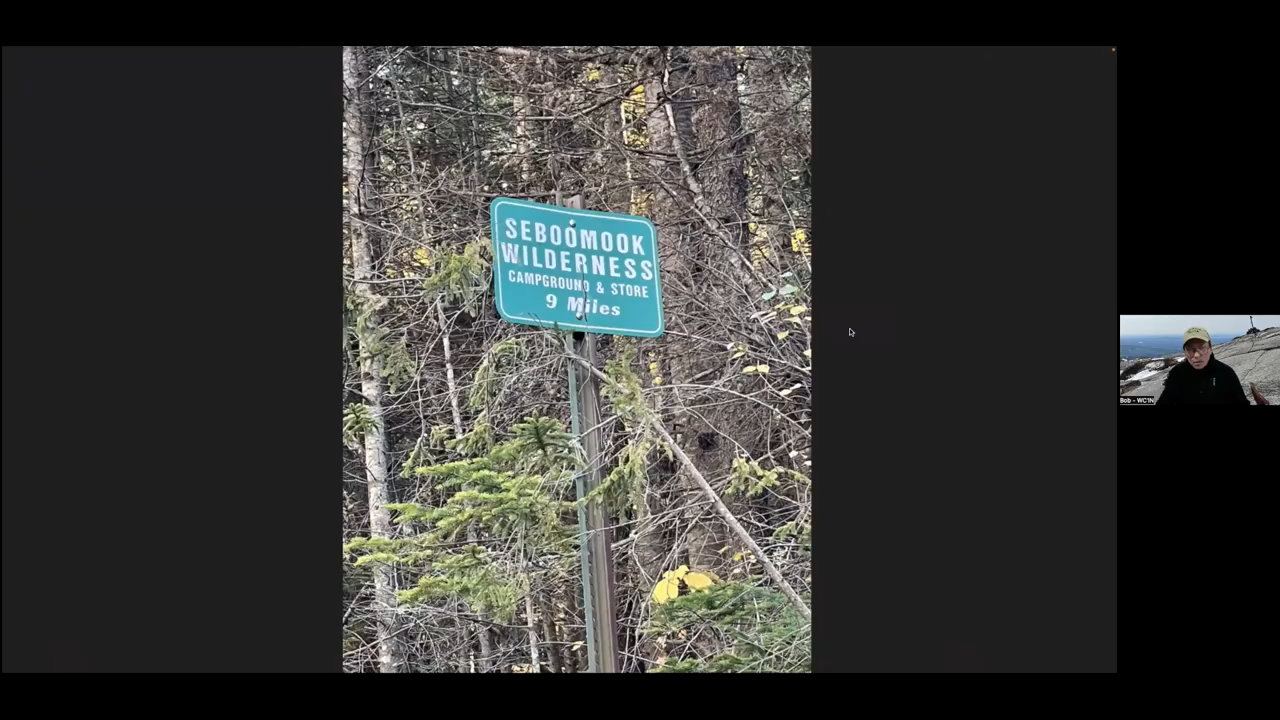 SEBOOMOOK
WILDERNESS
CAMPGROUND & STORE
9 Miles
Bob - WC1N